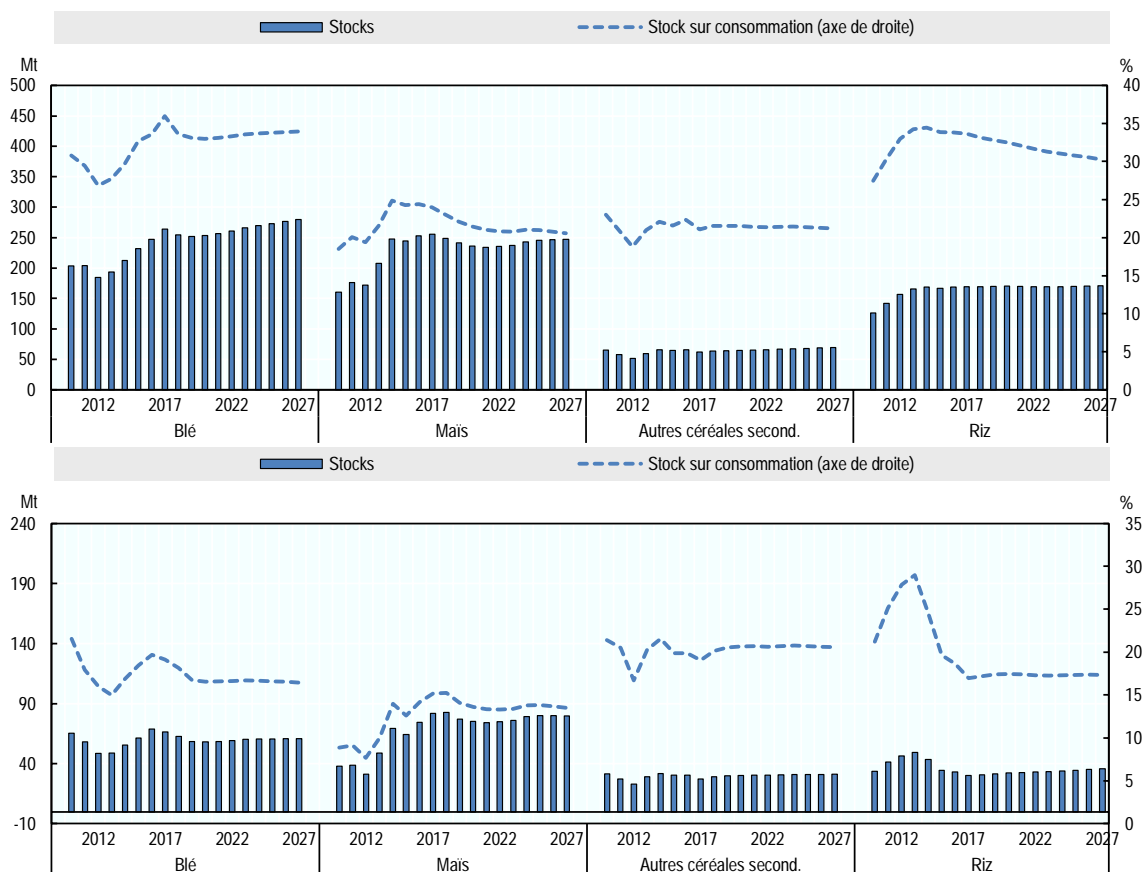 Stocks Stock sur consommation (axe de droite)
Mt %
500 40
450 35
400 30
350 25
300 20
250 15
200 10
150 5
100 0
50
0
2012 2017 2022 2027 2012 2017 2022 2027 2012 2017 2022 2027 2012 2017 2022 2027
Blé Maïs Autres céréales second. Riz
Stocks Stock sur consommation (axe de droite)
Mt %
240 35
190 30
140 25
90 20
40 15
-10 10
5
0
2012 2017 2022 2027 2012 2017 2022 2027 2012 2017 2022 2027 2012 2017 2022 2027
Blé Maïs Autres céréales second. Riz